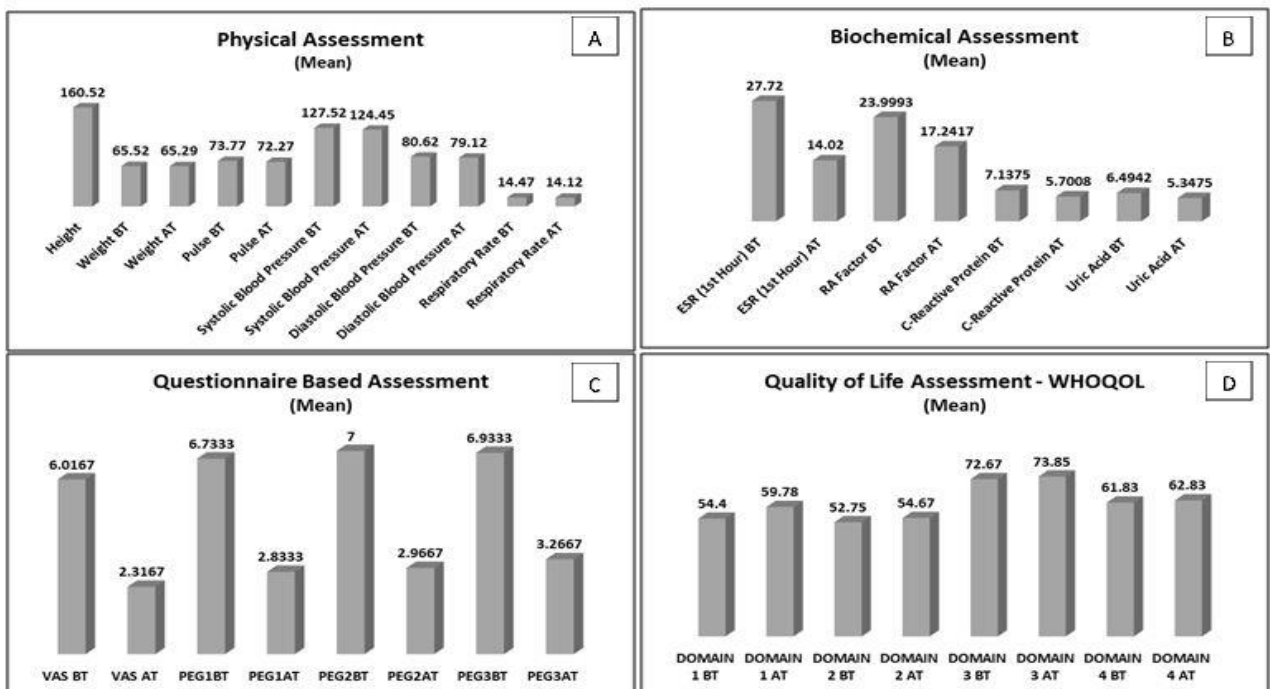 Physical Assessment
(Mean)
A
160.52
65.52
65.29
73.77
72.27
127.52
124.45
80.62
79.12
14.47
14.12
Height
Weight BT
Weight AT
Pulse BT
Pulse AT
Systolic Blood Pressure BT
Systolic Blood Pressure AT
Diastolic Blood Pressure BT
Diastolic Blood Pressure AT
Respiratory Rate BT
Respiratory Rate AT
Biochemical Assessment
(Mean)
B
27.72
14.02
23.9993
17.2417
7.1375
5.7008
6.4942
5.3475
ESR (1st Hour) BT
ESR (1st Hour) AT
RA Factor BT
RA Factor AT
C-Reactive Protein BT
C-Reactive Protein AT
Uric Acid BT
Uric Acid AT
Questionnaire Based Assessment
(Mean)
C
6.0167
2.3167
6.7333
2.8333
7
2.9667
6.9333
3.2667
VAS BT
VAS AT
PEG1BT
PEG1AT
PEG2BT
PEG2AT
PEG3BT
PEG3AT
Quality of Life Assessment - WHOQOL
(Mean)
D
54.4
59.78
52.75
54.67
72.67
73.85
61.83
62.83
DOMAIN
1 BT
DOMAIN
1 AT
DOMAIN
2 BT
DOMAIN
2 AT
DOMAIN
3 BT
DOMAIN
3 AT
DOMAIN
4 BT
DOMAIN
4 AT